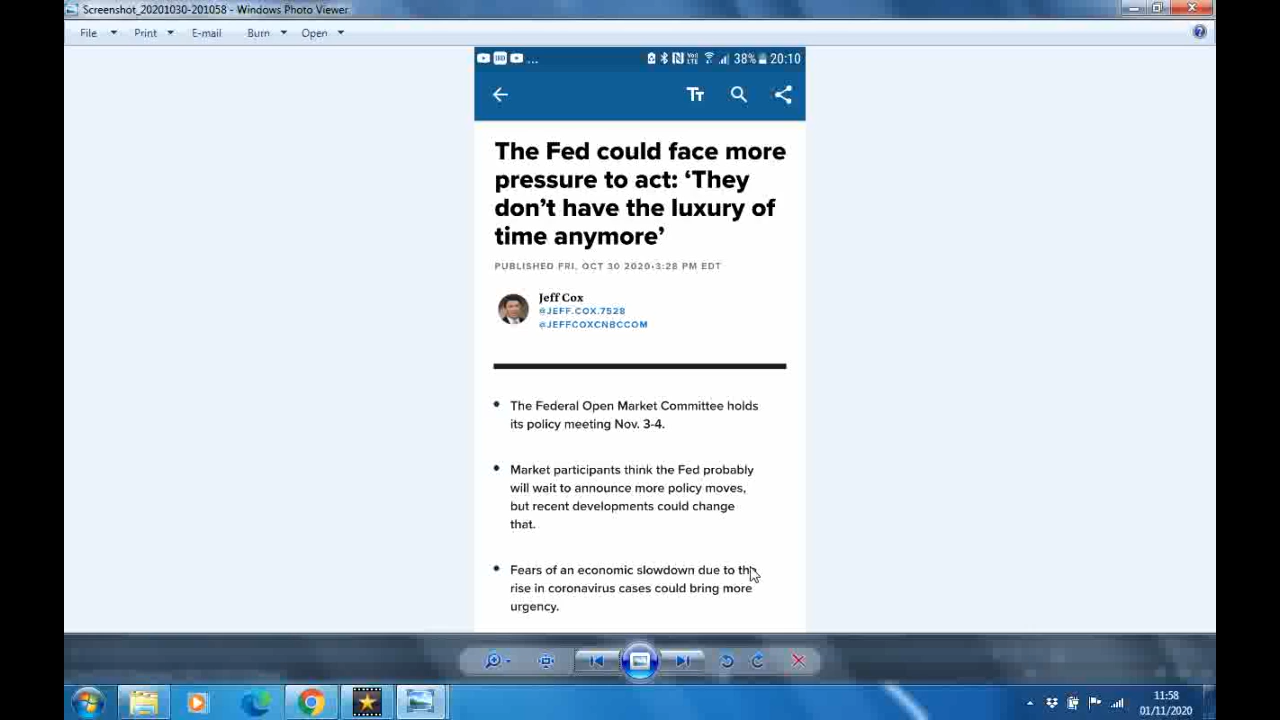 Screenshot_20201030-201058 - Windows Photo Viewer
File Print E-mail Burn Open
... 38% 20:10
TT
The Fed could face more
pressure to act: ‘They
don’t have the luxury of
time anymore’
PUBLISHED FRI, OCT 30 2020•3:28 PM EDT
Jeff Cox
@JEFF.COX.7528
@JEFFCOXCNBCCOM
• The Federal Open Market Committee holds
its policy meeting Nov. 3-4.
• Market participants think the Fed probably
will wait to announce more policy moves,
but recent developments could change
that.
• Fears of an economic slowdown due to the
rise in coronavirus cases could bring more
urgency.
11:58
01/11/2020